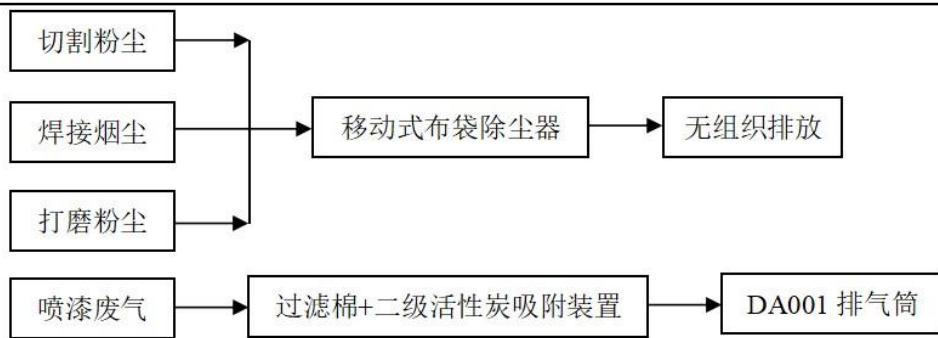 切割粉尘
焊接烟尘
移动式布袋除尘器
无组织排放
打磨粉尘
喷漆废气
过滤棉+二级活性炭吸附装置
DA001 排气筒